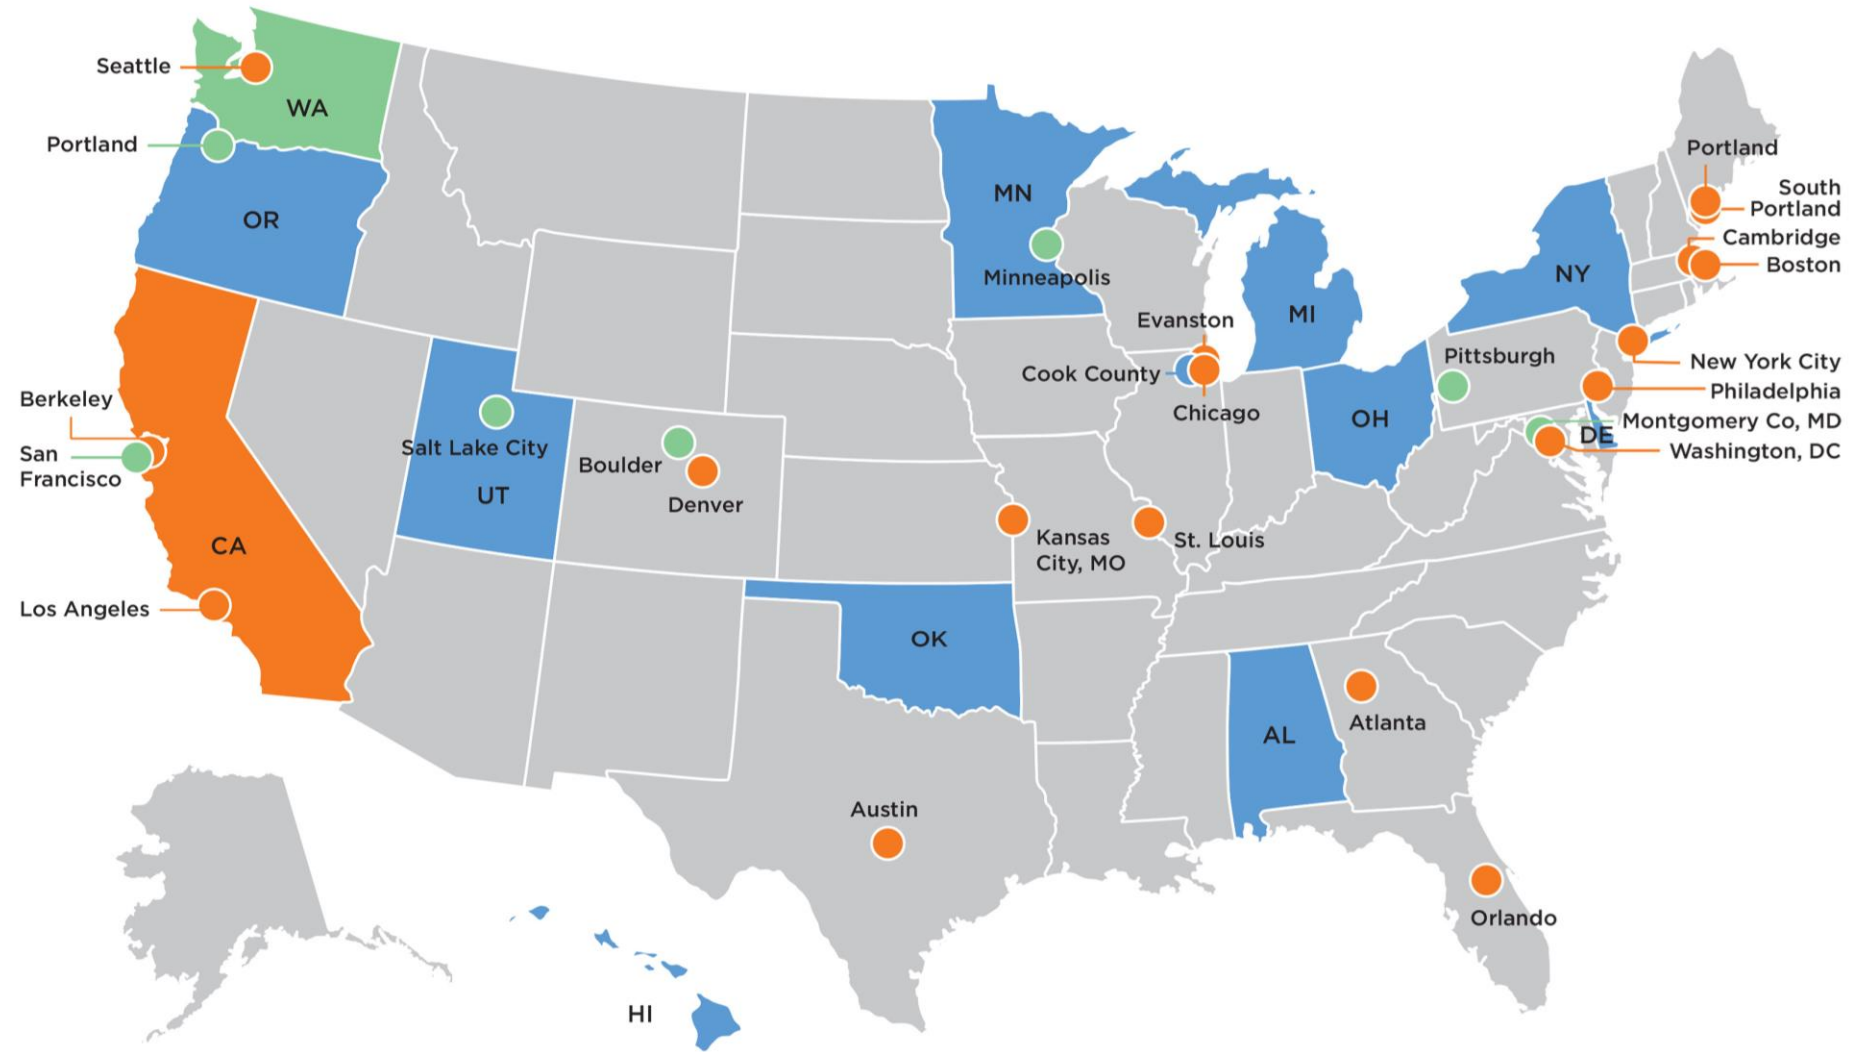 Seattle
WA
Portland
OR
Berkeley
San
Francisco
CA
Los Angeles
Salt Lake City
UT
Boulder
Denver
MN
Minneapolis
Evanston
Cook County
Chicago
MI
OH
Kansas
City, MO
St. Louis
OK
AL
Atlanta
Austin
Orlando
HI
NY
Pittsburgh
Portland
South
Portland
Cambridge
Boston
New York City
Philadelphia
Montgomery Co, MD
DE
Washington, DC